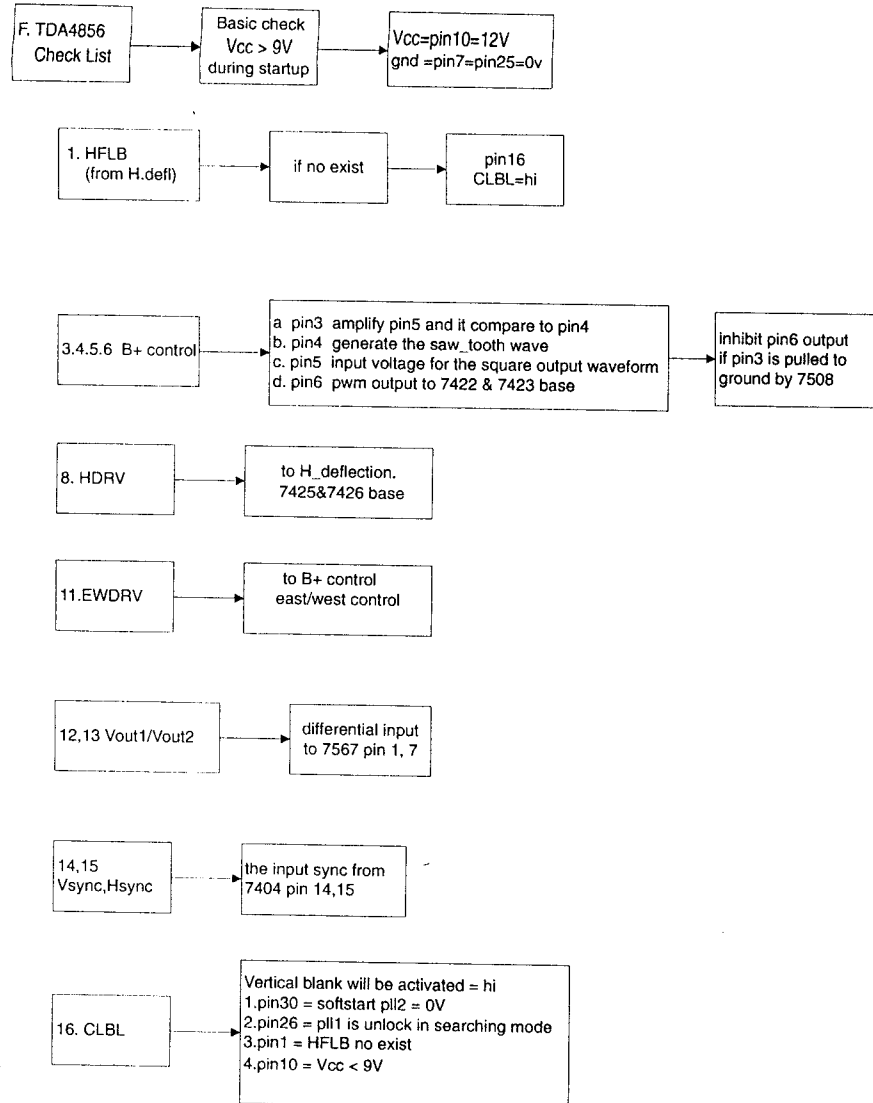 F. TDA4856
Check List
Basic check
Vcc > 9V
during startup
Vcc=pin10=12V
gnd =pin7=pin25=0v
1. HFLB
(from H.defl)
if no exist
pin16
CLBL=hi
3.4.5.6 B+ control
a pin3 amplify pin5 and it compare to pin4
b. pin4 generate the saw_tooth wave
c. pin5 input voltage for the square output waveform
d. pin6 pwm output to 7422 & 7423 base
inhibit pin6 output
if pin3 is pulled to
ground by 7508
8. HDRV
to H_deflection.
7425&7426 base
11.EWDRV
to B+ control
east/west control
12,13 Vout1/Vout2
differential input
to 7567 pin 1, 7
14,15
Vsync,Hsync
the input sync from
7404 pin 14,15
16. CLBL
Vertical blank will be activated = hi
1.pin30 = softstart pll2 = 0V
2.pin26 = pll1 is unlock in searching mode
3.pin1 = HFLB no exist
4.pin10 = Vcc < 9V